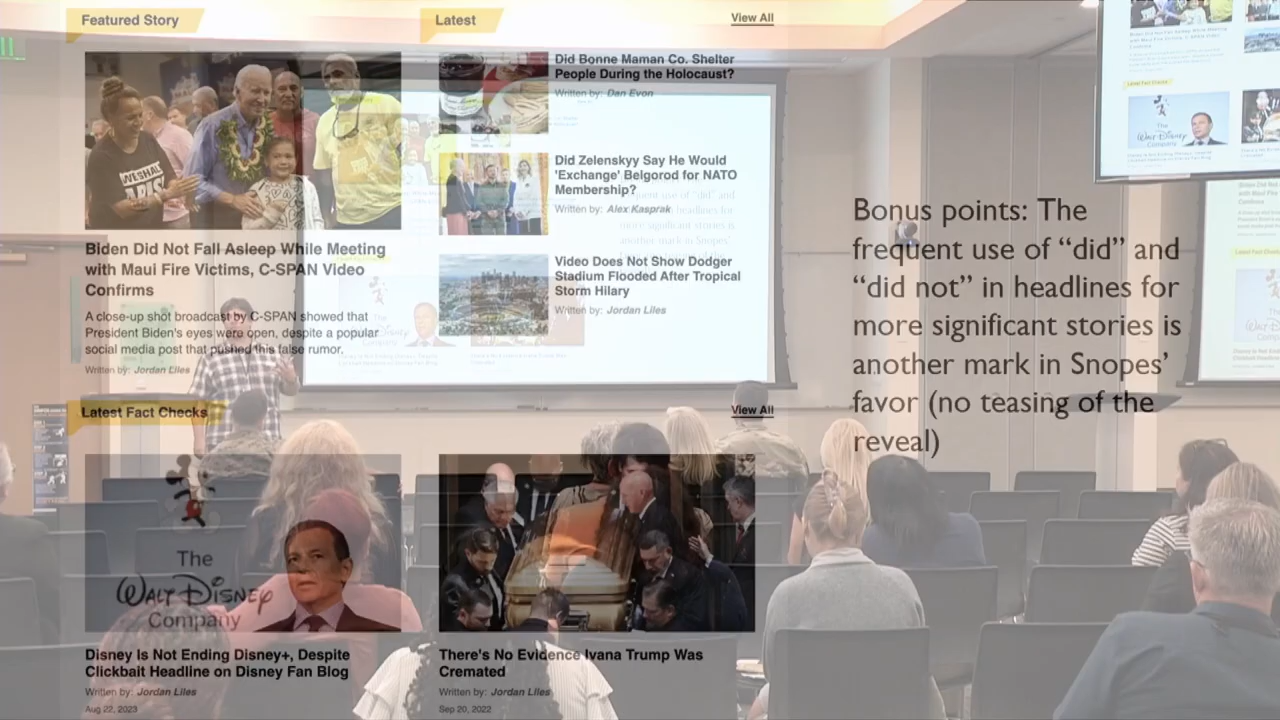 Featured Story
Latest
View All
Did Bonne Maman Co. Shelter
People During the Holocaust?
Written by: Dan Evon
Did Zelenskyy Say He Would
'Exchange' Belgorod for NATO
Membership?
Written by: Alex Kasprak
Video Does Not Show Dodger
Stadium Flooded After Tropical
Storm Hilary
Written by: Jordan Liles
Biden Did Not Fall Asleep While Meeting
with Maui Fire Victims, C-SPAN Video
Confirms
A close-up shot broadcast by C-SPAN showed that
President Biden's eyes were open, despite a popular
social media post that pushed this false rumor.
Written by: Jordan Liles
Bonus points: The
frequent use of “did” and
“did not” in headlines for
more significant stories is
another mark in Snopes’
favor (no teasing of the
reveal)
Latest Fact Checks
View All
The
WALT DISNEY
Company
Disney Is Not Ending Disney+, Despite
Clickbait Headline on Disney Fan Blog
Written by: Jordan Liles
Aug 22, 2023
There's No Evidence Ivana Trump Was
Cremated
Written by: Jordan Liles
Sep 20, 2022